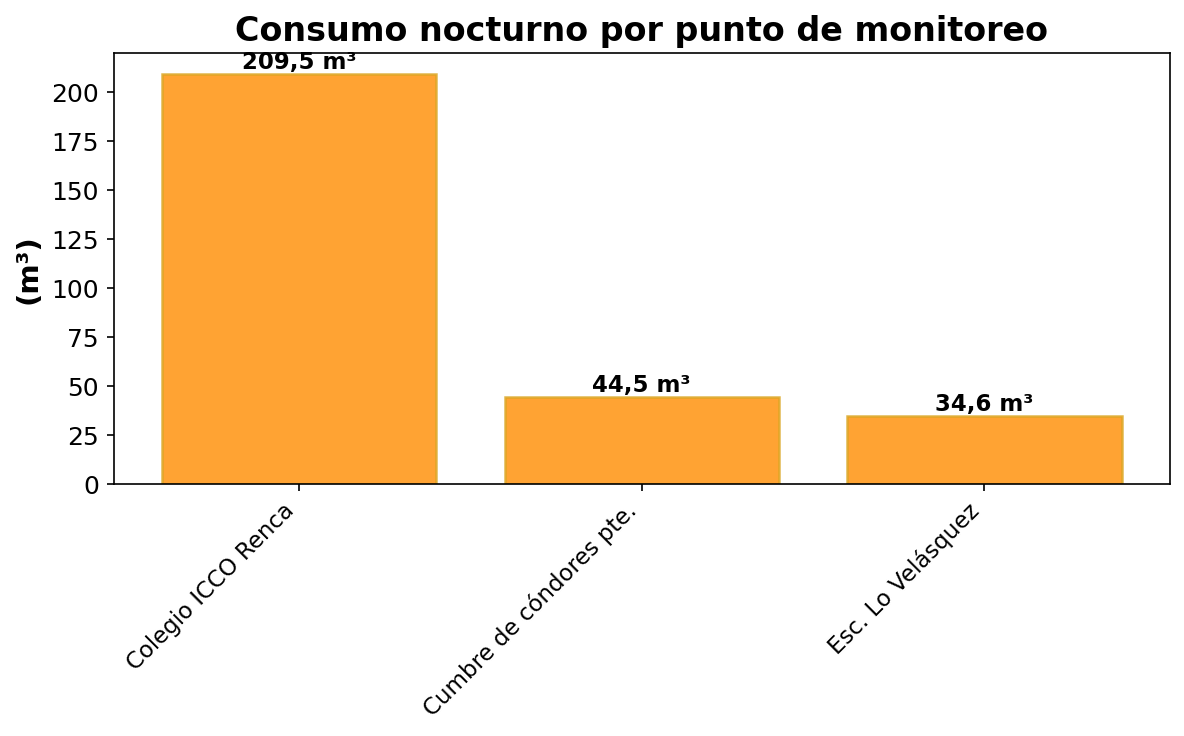 Consumo nocturno por punto de monitoreo
209,5 m³
44,5 m³
34,6 m³
(m³)
200
175
150
125
100
75
50
25
0
Colegio ICCO Renca
Cumbre de cóndores pte.
Esc. Lo Velásquez